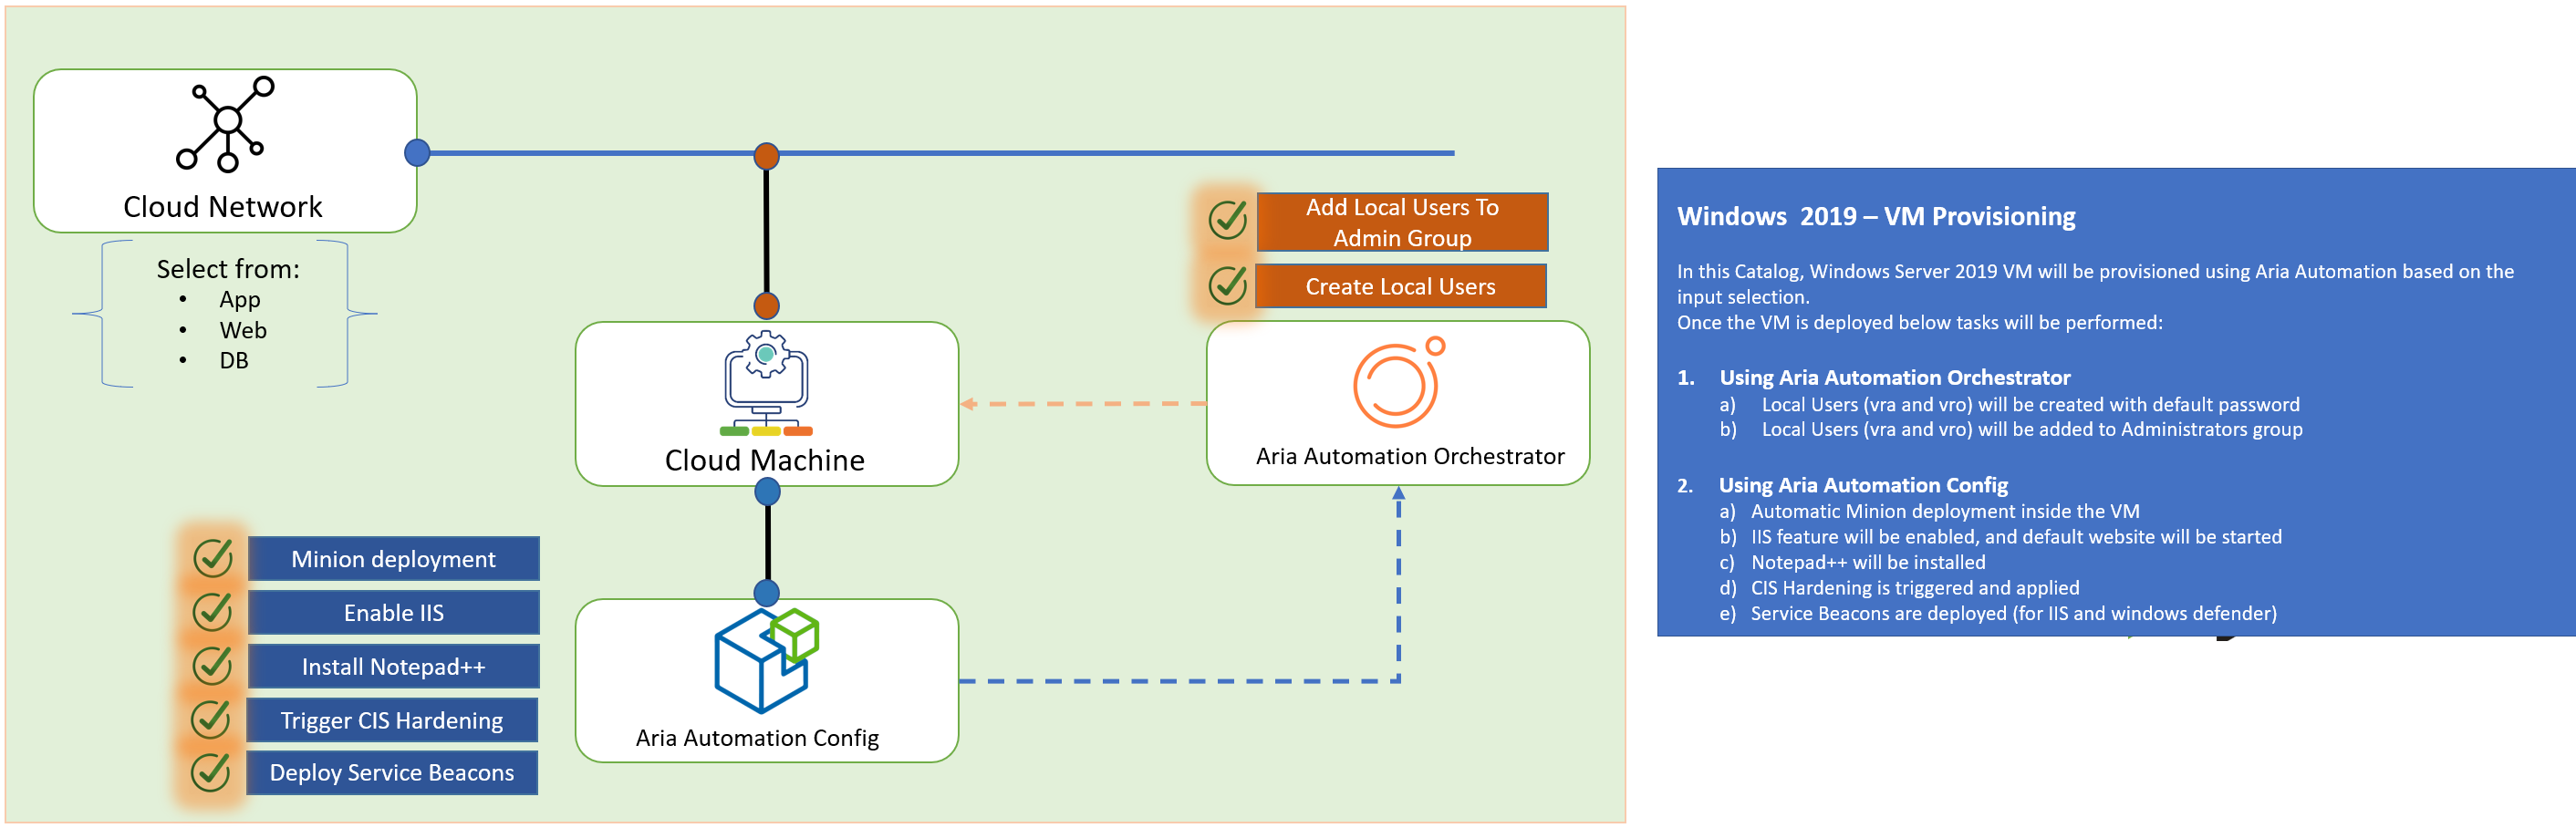 Cloud Network
Select from:
• App
• Web
• DB
Add Local Users To
Admin Group
Create Local Users
Cloud Machine
Aria Automation Orchestrator
Minion deployment
Enable IIS
Install Notepad++
Trigger CIS Hardening
Deploy Service Beacons
Aria Automation Config
Windows 2019 – VM Provisioning
In this Catalog, Windows Server 2019 VM will be provisioned using Aria Automation based on the
input selection.
Once the VM is deployed below tasks will be performed:
1. Using Aria Automation Orchestrator
a) Local Users (vra and vro) will be created with default password
b) Local Users (vra and vro) will be added to Administrators group
2. Using Aria Automation Config
a) Automatic Minion deployment inside the VM
b) IIS feature will be enabled, and default website will be started
c) Notepad++ will be installed
d) CIS Hardening is triggered and applied
e) Service Beacons are deployed (for IIS and windows defender)